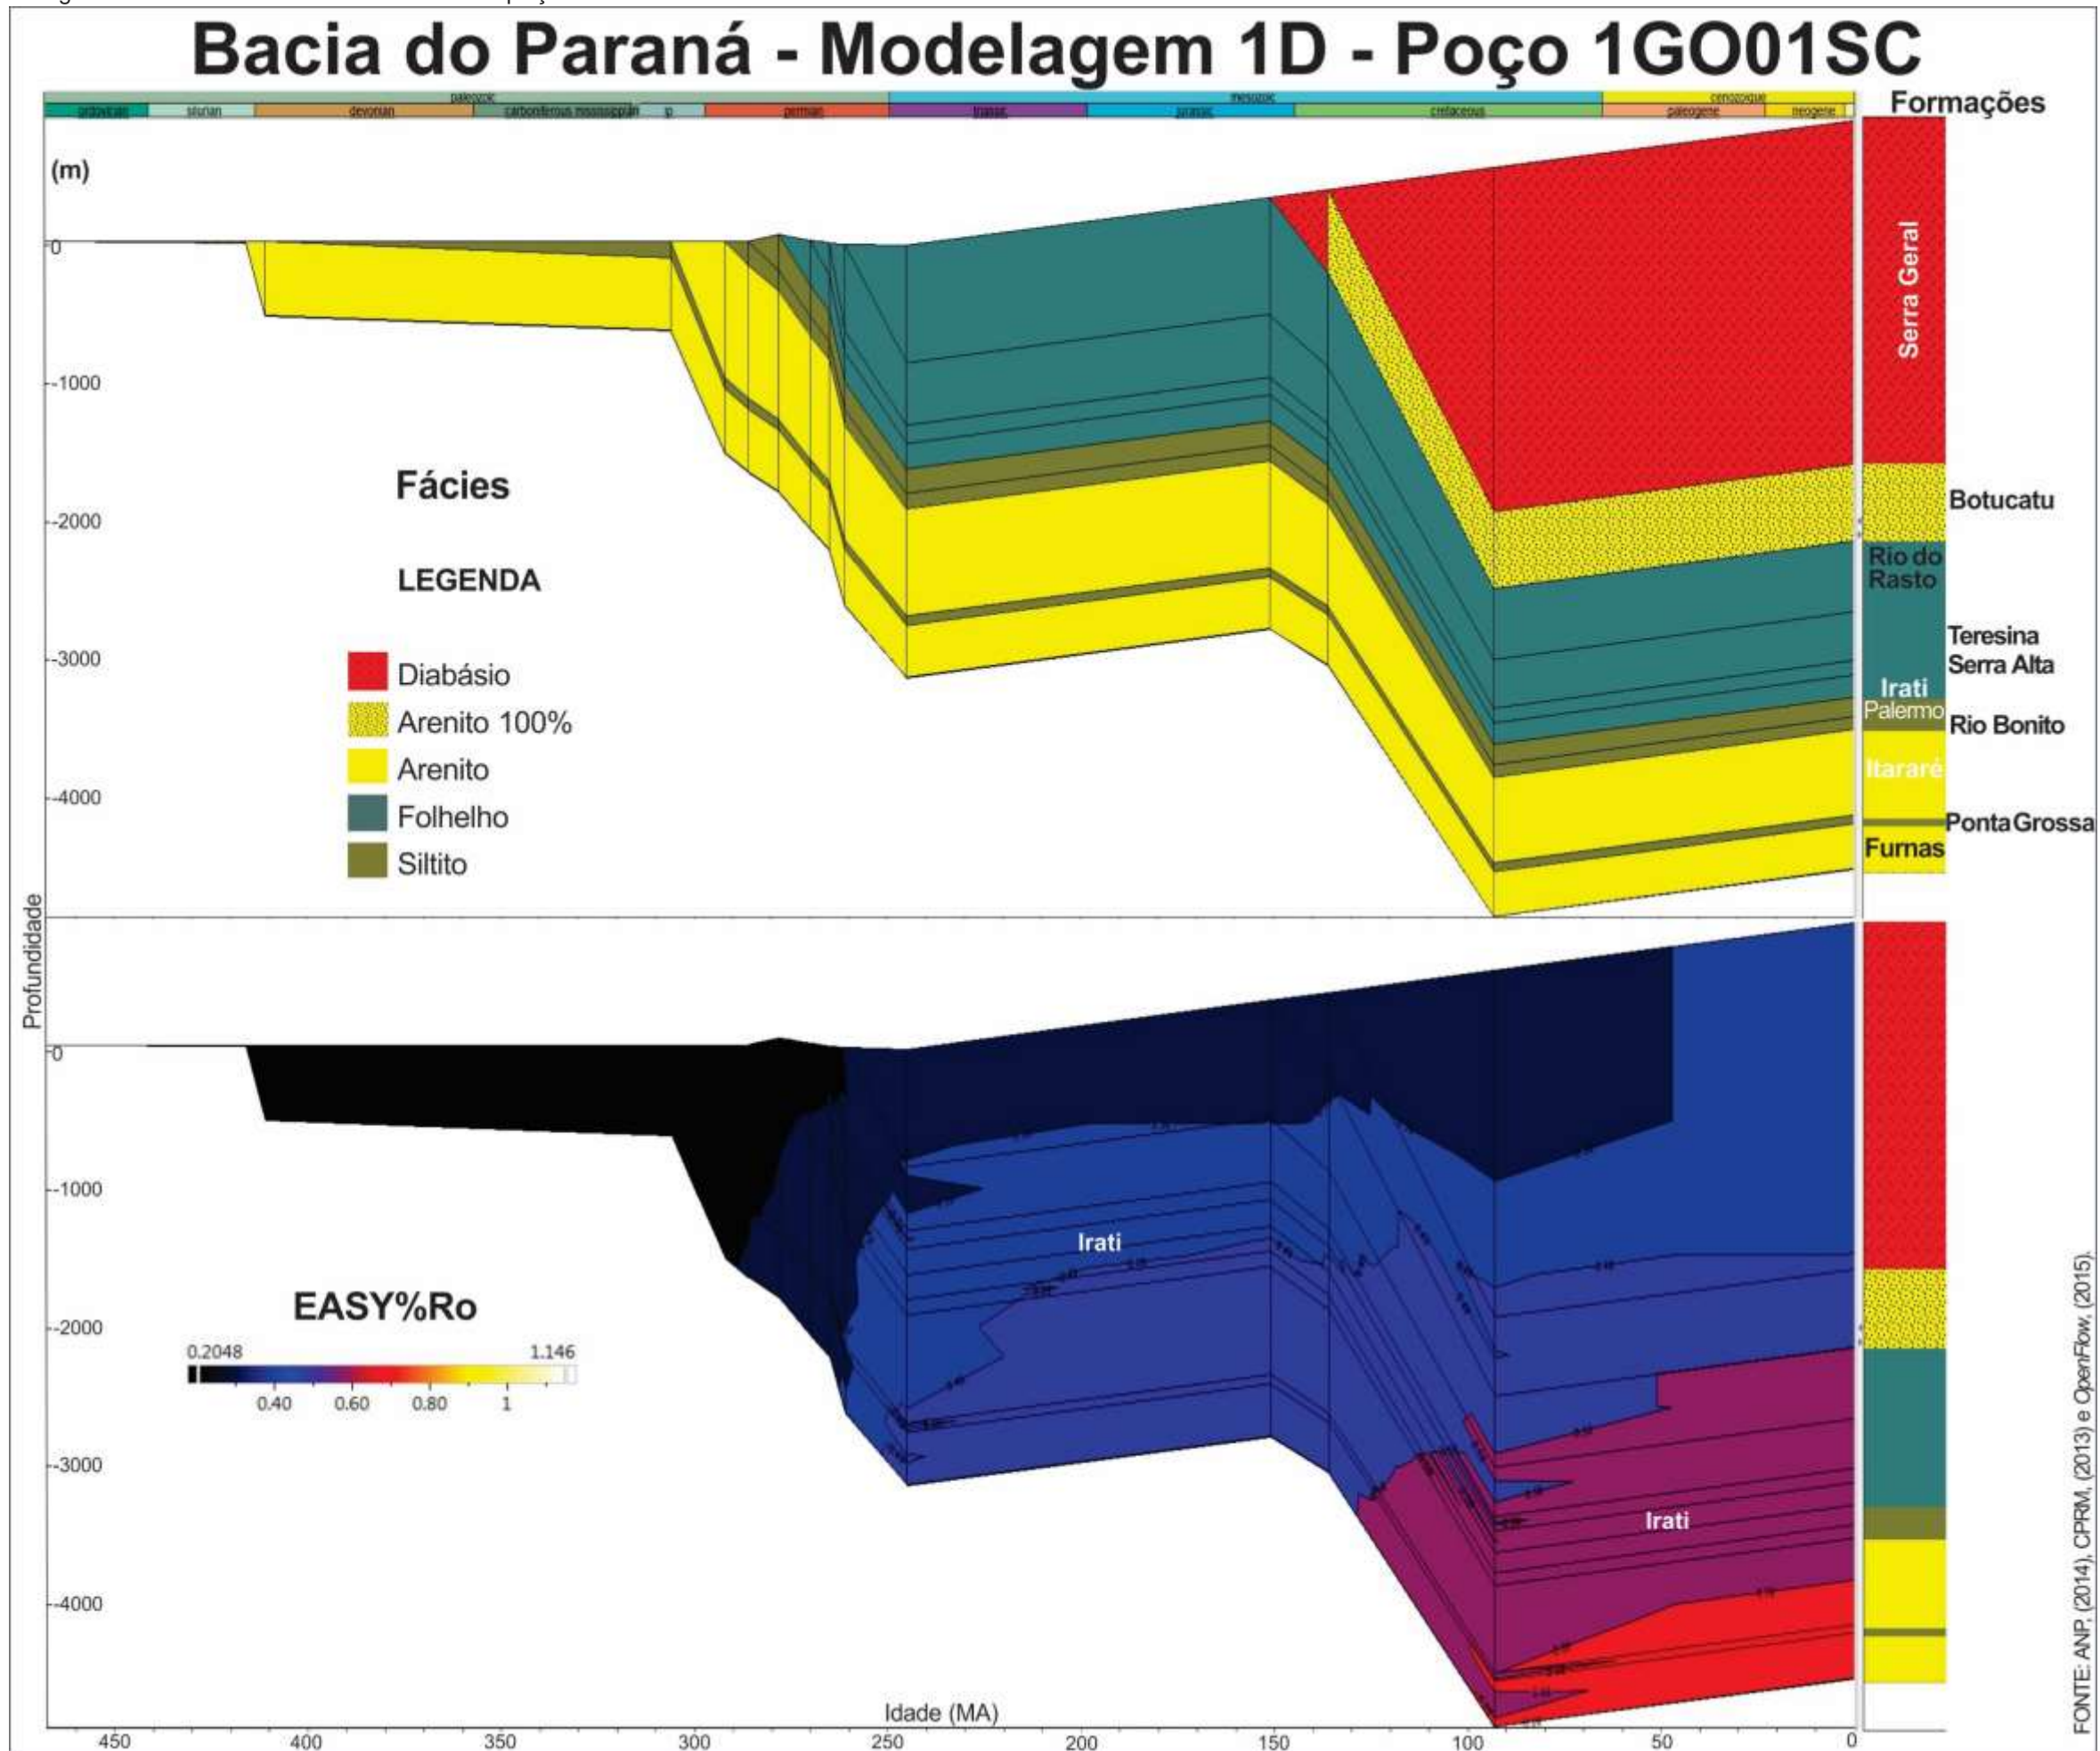 Bacia do Paraná - Modelagem 1D - Poço 1GO01SC
paleozoic mesozoic cenozoique
ordovician silurian devonian carboniferous mississippian ip permian triassic jurassic cretaceous paleogene neogene
Formações
(m)
0
-1000
-2000
-3000
-4000
Fácies
LEGENDA
Diabásio
Arenito 100%
Arenito
Folhelho
Siltito
Serra Geral
Botucatu
Rio do
Rasto
Teresina
Serra Alta
Irati
Palermo
Rio Bonito
Itararé
Ponta Grossa
Furnas
Profundidade
0
-1000
-2000
-3000
-4000
Irati
Irati
EASY%Ro
0.2048 1.146
0.40 0.60 0.80 1
Idade (MA)
450 400 350 300 250 200 150 100 50 0
FONTE: ANP, (2014), CPRM, (2013) e OpenFlow, (2015).